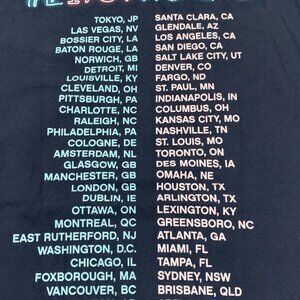 TOKYO, JP SANTA CLARA, CA
LAS VEGAS, NV GLENDALE, AZ
BOSSIER CITY, LA LOS ANGELES, CA
BATON ROUGE, LA SAN DIEGO, CA
NORWICH, GB SALT LAKE CITY, UT
DETROIT, MI DENVER, CO
LOUISVILLE, KY FARGO, ND
CLEVELAND, OH ST. PAUL, MN
PITTSBURGH, PA INDIANAPOLIS, IN
CHARLOTTE, NC COLUMBUS, OH
RALEIGH, NC KANSAS CITY, MO
PHILADELPHIA, PA NASHVILLE, TN
COLOGNE, DE ST. LOUIS, MO
AMSTERDAM, NL TORONTO, ON
GLASGOW, GB DES MOINES, IA
MANCHESTER, GB OMAHA, NE
LONDON, GB HOUSTON, TX
DUBLIN, IE ARLINGTON, TX
OTTAWA, ON LEXINGTON, KY
MONTREAL, QC GREENSBORO, NC
EAST RUTHERFORD, NJ ATLANTA, GA
WASHINGTON, D.C. MIAMI, FL
CHICAGO, IL TAMPA, FL
FOXBOROUGH, MA SYDNEY, NSW
VANCOUVER, BC BRISBANE, QLD